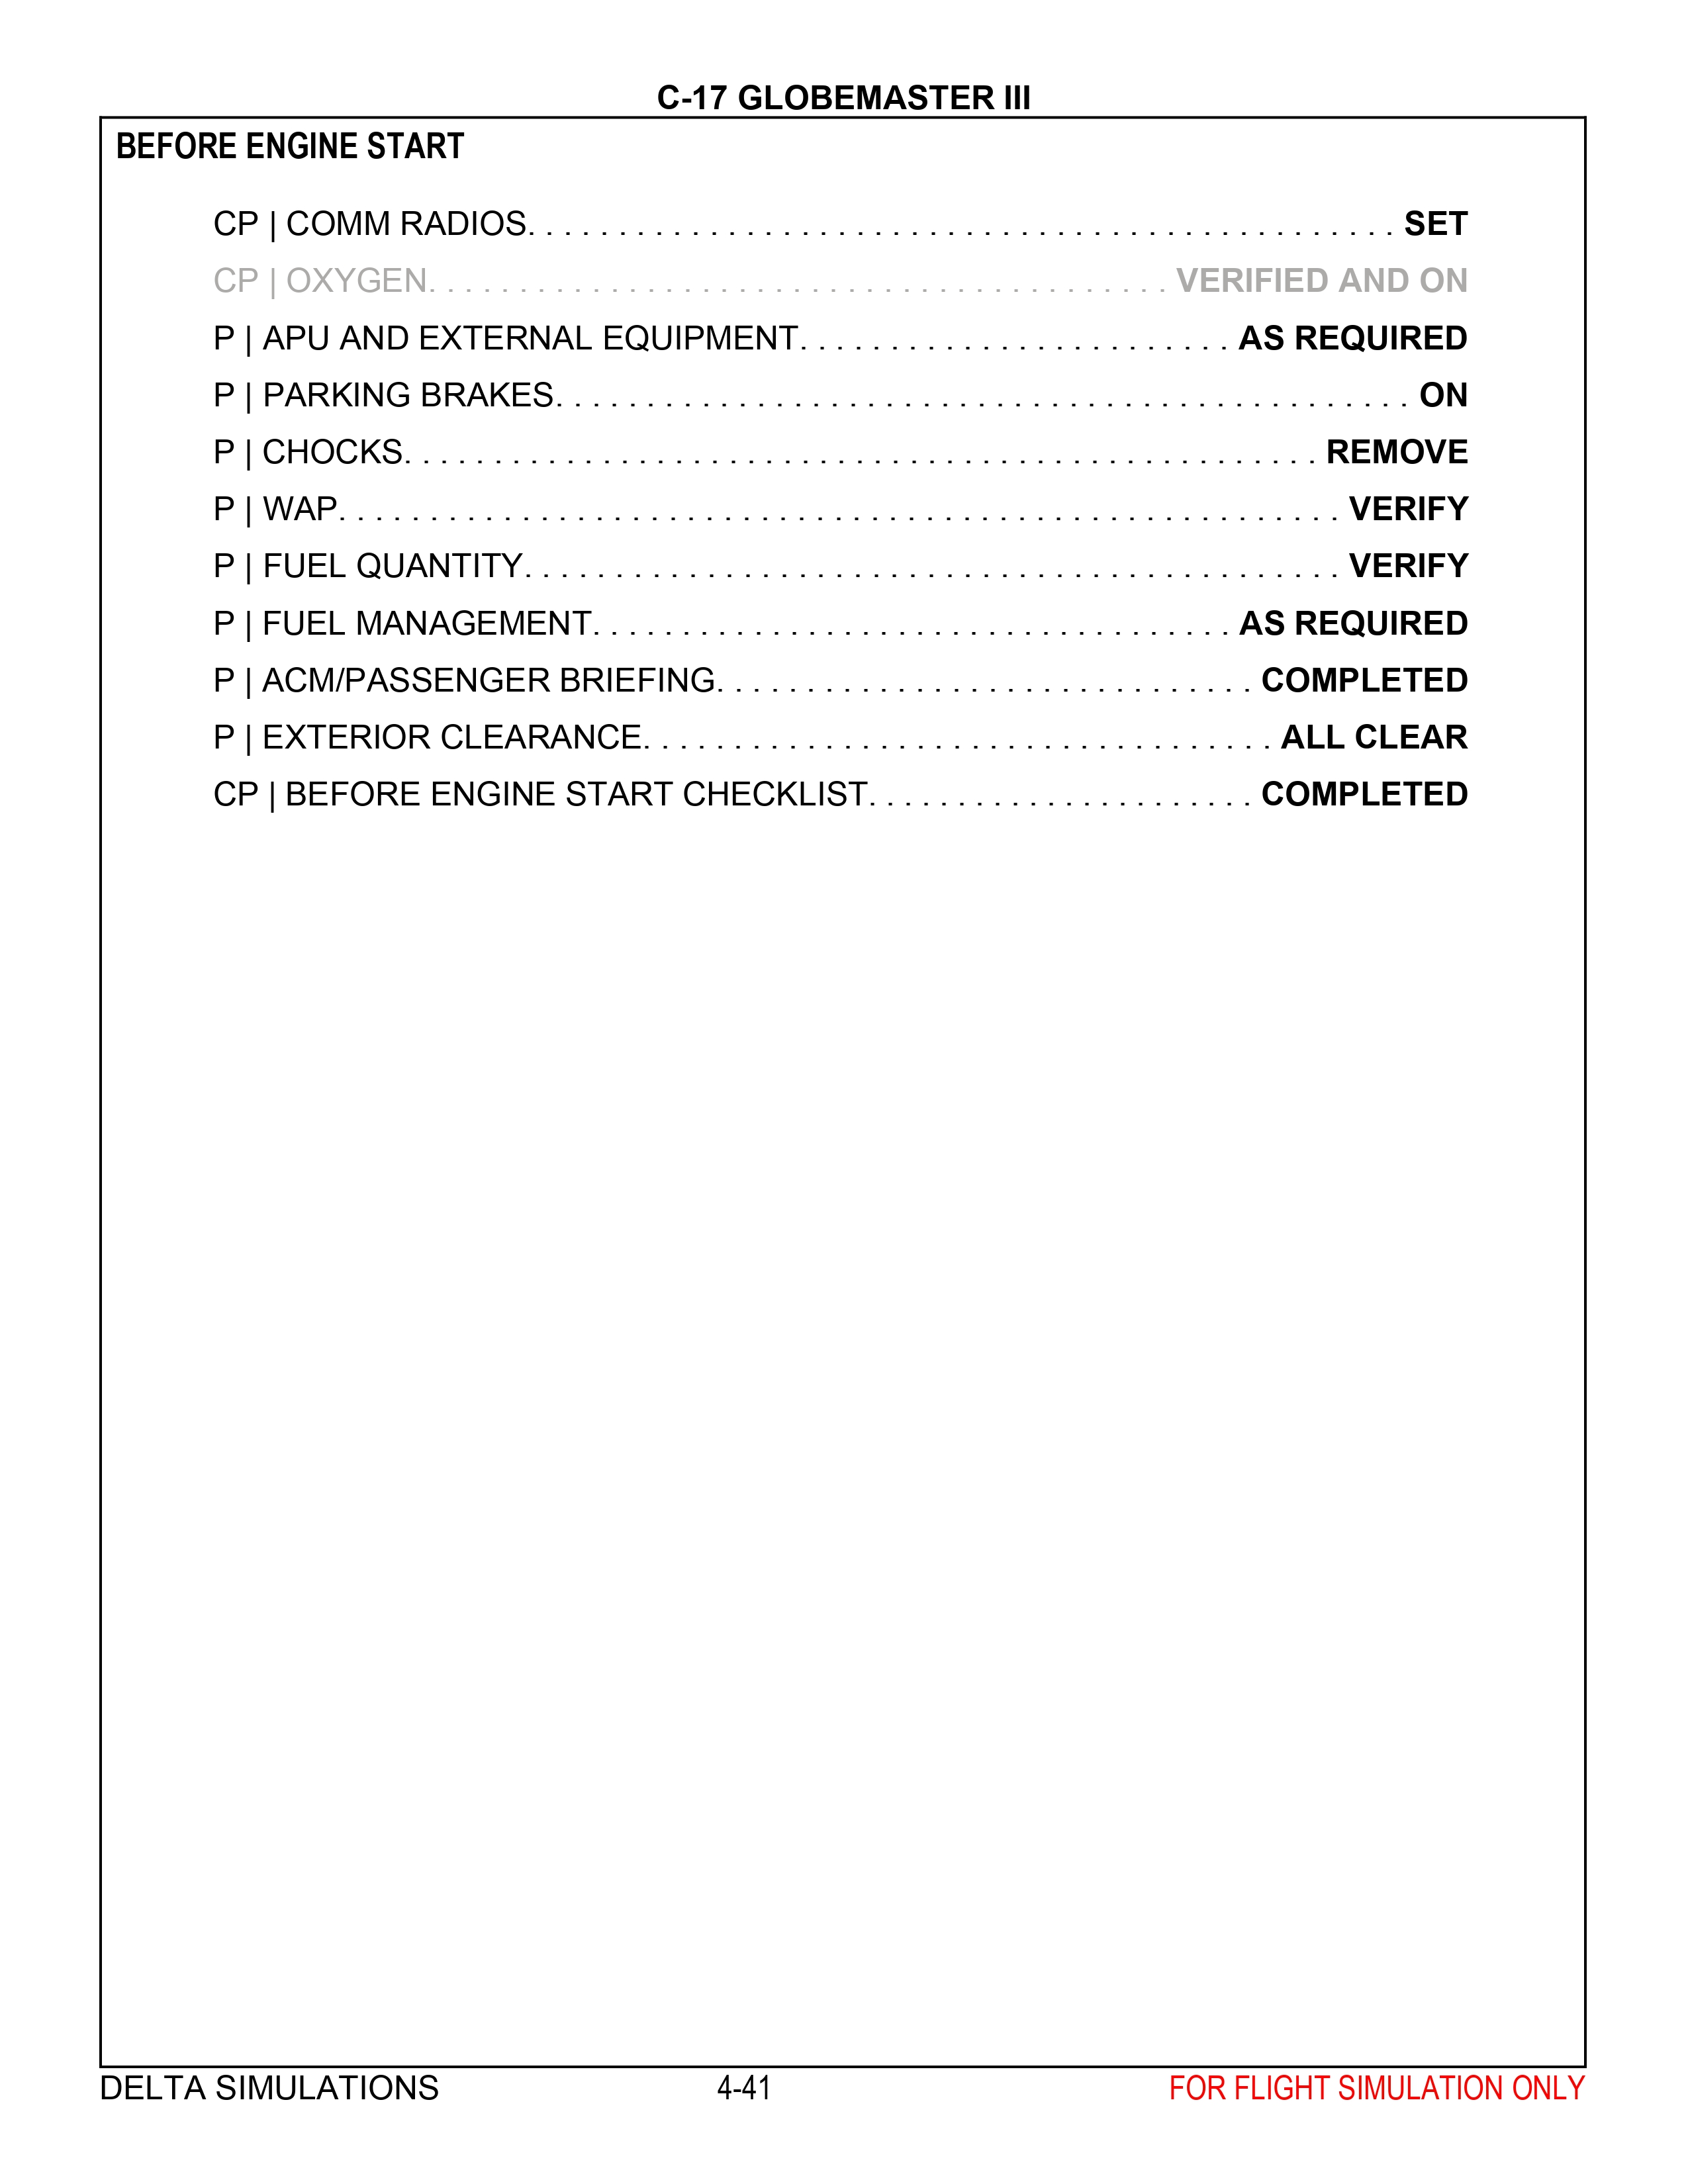 C-17 GLOBEMASTER III
BEFORE ENGINE START
CP | COMM RADIOS. . . . . . . . . . . . . . . . . . . . . . . . . . . . . . . . . . . . . . . . . . . . . . . . SET
CP | OXYGEN. . . . . . . . . . . . . . . . . . . . . . . . . . . . . . . . . . . . . . . . . VERIFIED AND ON
P | APU AND EXTERNAL EQUIPMENT. . . . . . . . . . . . . . . . . . . . . . . . AS REQUIRED
P | PARKING BRAKES. . . . . . . . . . . . . . . . . . . . . . . . . . . . . . . . . . . . . . . . . . . . . . . ON
P | CHOCKS. . . . . . . . . . . . . . . . . . . . . . . . . . . . . . . . . . . . . . . . . . . . . . . . . . . REMOVE
P | WAP. . . . . . . . . . . . . . . . . . . . . . . . . . . . . . . . . . . . . . . . . . . . . . . . . . . . . . . . VERIFY
P | FUEL QUANTITY. . . . . . . . . . . . . . . . . . . . . . . . . . . . . . . . . . . . . . . . . . . . . VERIFY
P | FUEL MANAGEMENT. . . . . . . . . . . . . . . . . . . . . . . . . . . . . . . . . . . AS REQUIRED
P | ACM/PASSENGER BRIEFING. . . . . . . . . . . . . . . . . . . . . . . . . . . . . . COMPLETED
P | EXTERIOR CLEARANCE. . . . . . . . . . . . . . . . . . . . . . . . . . . . . . . . . . . ALL CLEAR
CP | BEFORE ENGINE START CHECKLIST. . . . . . . . . . . . . . . . . . . . . . COMPLETED
DELTA SIMULATIONS 4-41 FOR FLIGHT SIMULATION ONLY